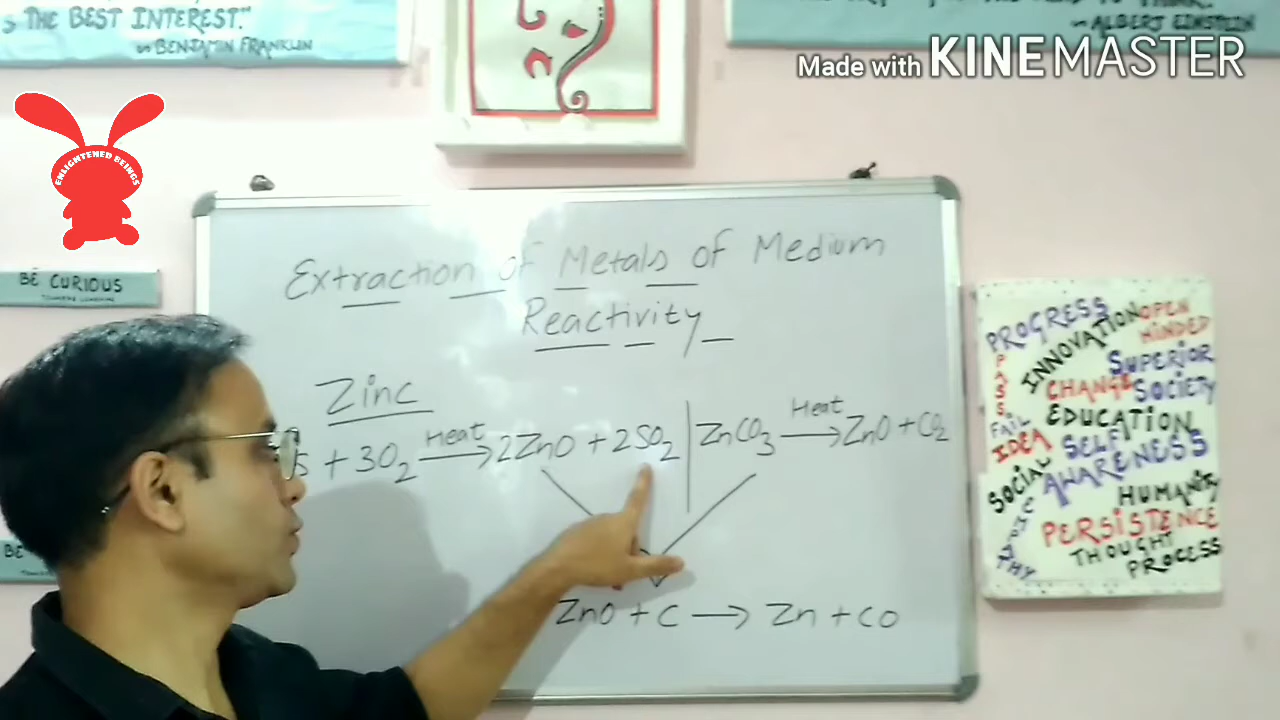 > THE BEST INTEREST."
~ BENJAMIN FRANKLIN
~ ALBERT EINSTEIN
Made with KINEMASTER
ENLIGHTENED BEINGS
BE CURIOUS
Extraction of Metals of Medium
Reactivity
Zinc
S + 3O₂ Heat→ 2ZnO + 2SO₂ | ZnCO₃ Heat→ ZnO + CO₂
ZnO + C → Zn + CO
PROGRESS
INNOVATION
OPEN
MINDED
PASS
FAIL
SUPERIOR
CHANGE
SOCIETY
EDUCATION
IDEA
SELF
AWARENESS
SOCIAL
HUMANITY
PERSISTENCE
THOUGHT
PROCESS